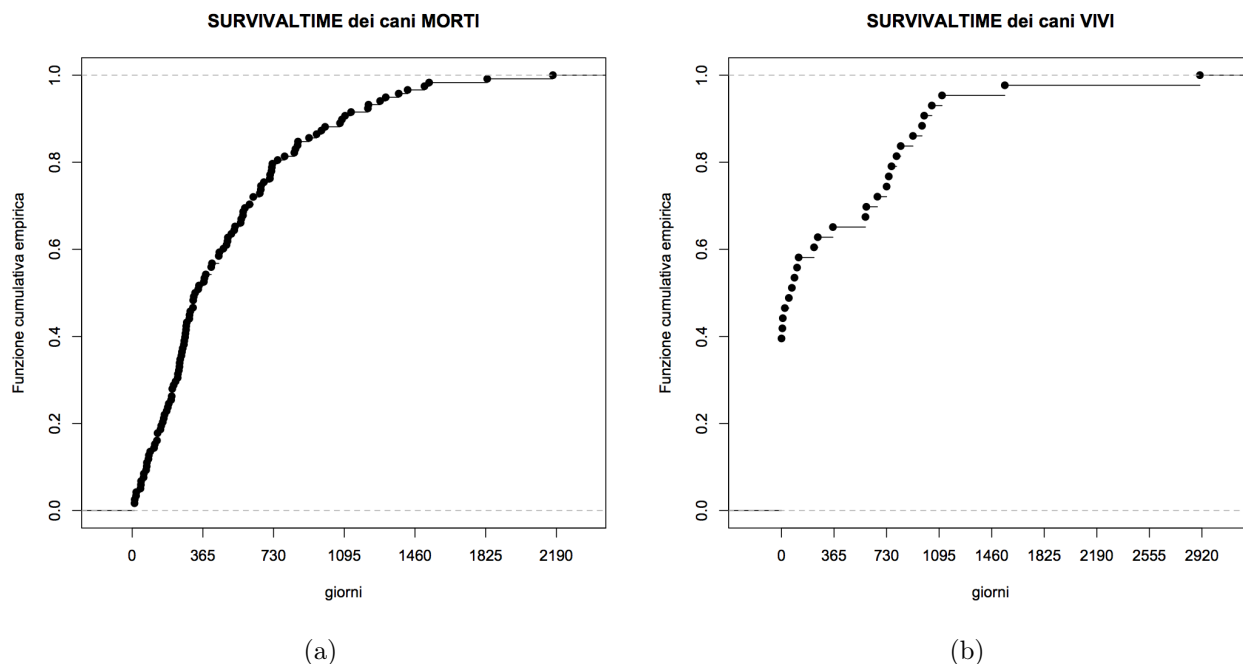 SURVIVALTIME dei cani MORTI
Funzione cumulativa empirica
1.0
0.8
0.6
0.4
0.2
0.0
0 365 730 1095 1460 1825 2190
giorni
(a)
SURVIVALTIME dei cani VIVI
Funzione cumulativa empirica
1.0
0.8
0.6
0.4
0.2
0.0
0 365 730 1095 1460 1825 2190 2555 2920
giorni
(b)